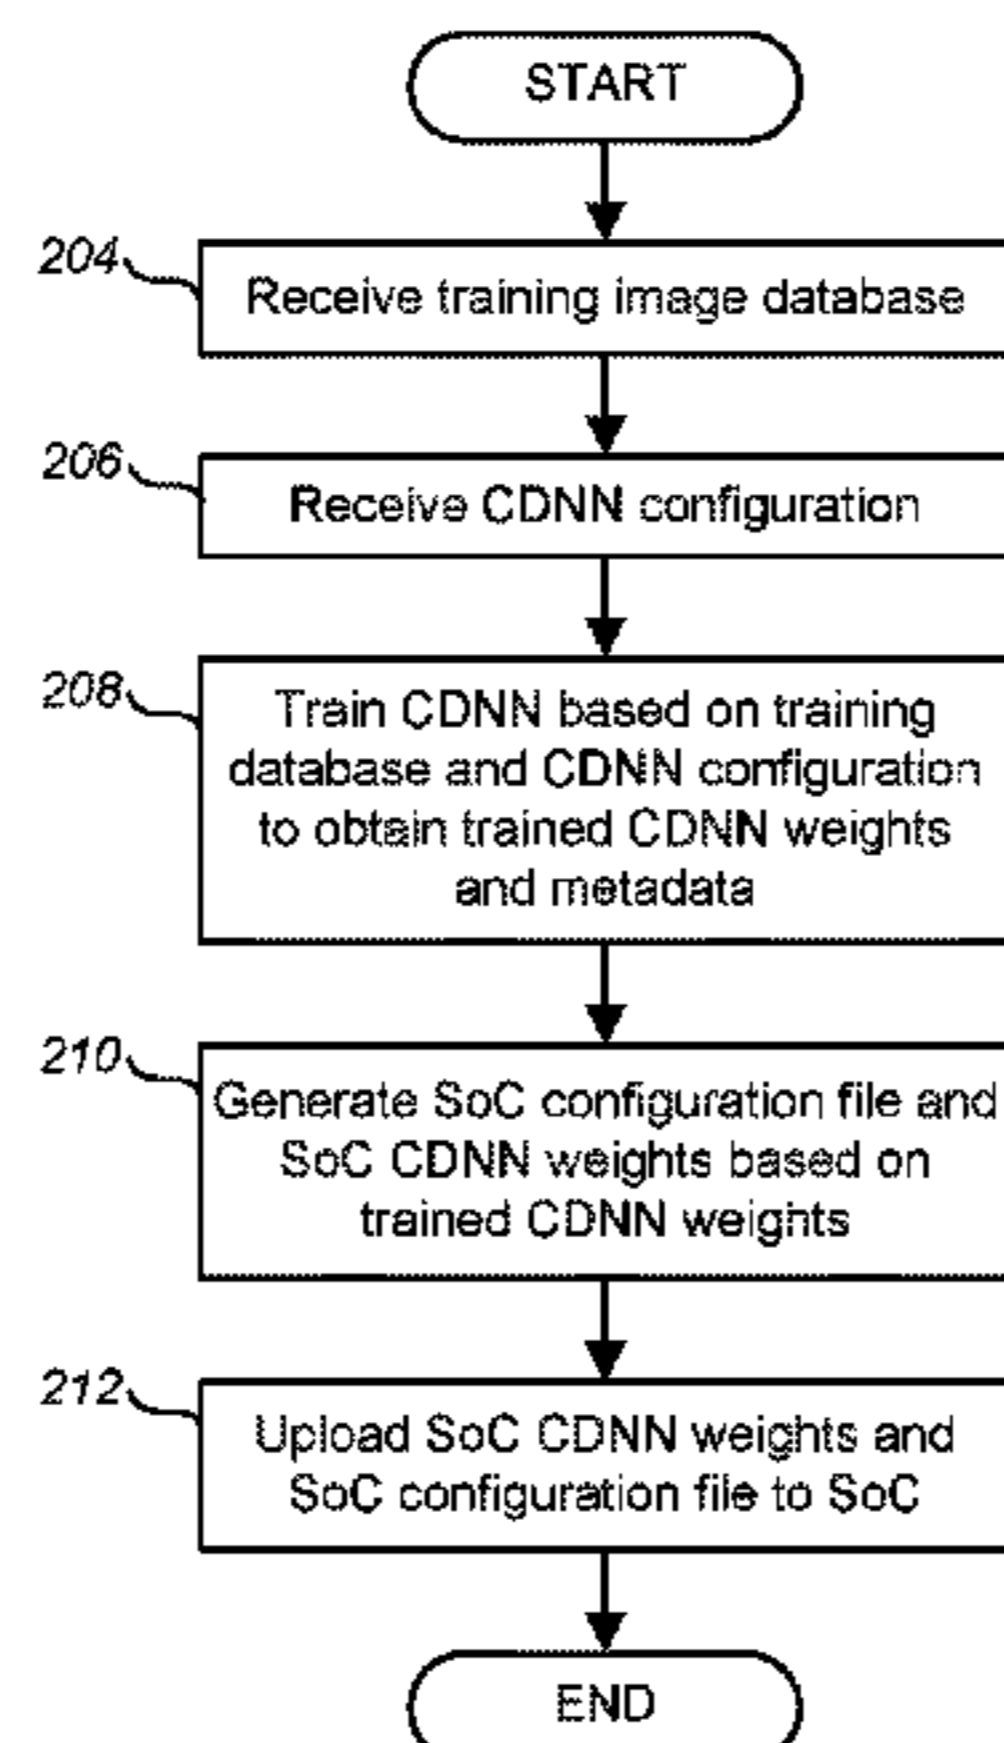 START
204
Receive training image database
206
Receive CDNN configuration
208
Train CDNN based on training
database and CDNN configuration
to obtain trained CDNN weights
and metadata
210
Generate SoC configuration file and
SoC CDNN weights based on
trained CDNN weights
212
Upload SoC CDNN weights and
SoC configuration file to SoC
END